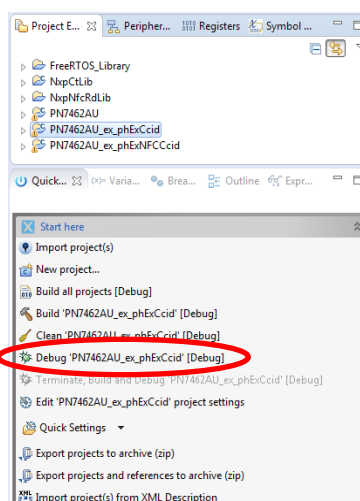 Project E... Peripher... Registers Symbol ...
FreeRTOS_Library
NxpCtLib
NxpNfcRdLib
PN7462AU
PN7462AU_ex_phExCcid
PN7462AU_ex_phExNFCCcid
Quick... (x)= Varia... Brea... Outline Expr...
Start here
Import project(s)
New project...
Build all projects [Debug]
Build 'PN7462AU_ex_phExCcid' [Debug]
Clean 'PN7462AU_ex_phExCcid' [Debug]
Debug 'PN7462AU_ex_phExCcid' [Debug]
Terminate, Build and Debug 'PN7462AU_ex_phExCcid' [Debug]
Edit 'PN7462AU_ex_phExCcid' project settings
Quick Settings
Export projects to archive (zip)
Export projects and references to archive (zip)
Import project(s) from XML Description